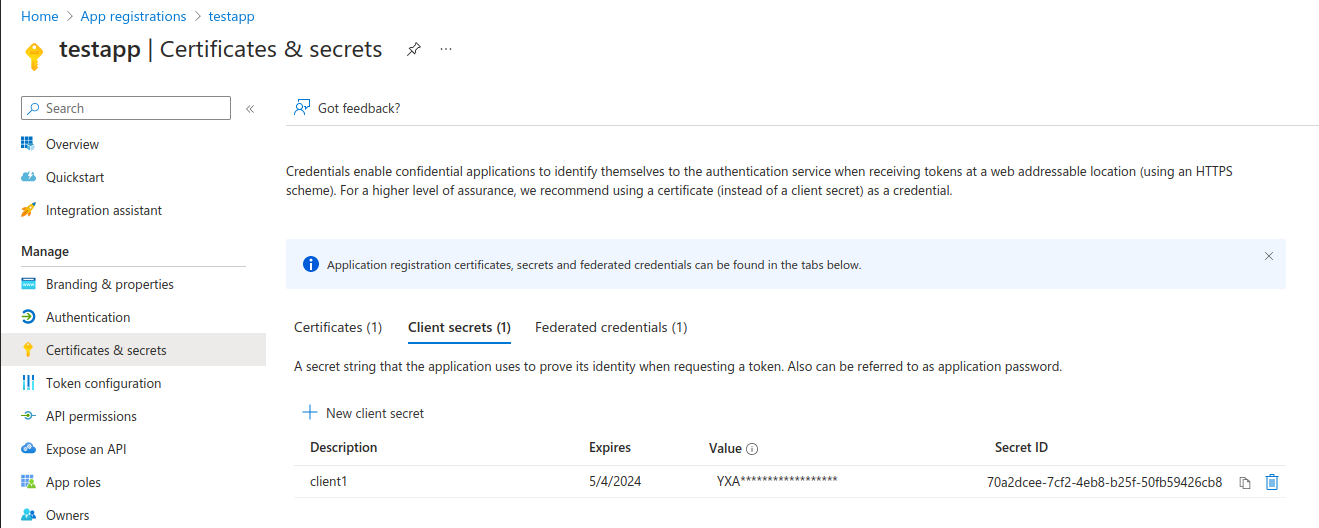 Home > App registrations > testapp
testapp | Certificates & secrets
Search
Overview
Quickstart
Integration assistant
Manage
Branding & properties
Authentication
Certificates & secrets
Token configuration
API permissions
Expose an API
App roles
Owners
Got feedback?
Credentials enable confidential applications to identify themselves to the authentication service when receiving tokens at a web addressable location (using an HTTPS
scheme). For a higher level of assurance, we recommend using a certificate (instead of a client secret) as a credential.
Application registration certificates, secrets and federated credentials can be found in the tabs below.
Certificates (1) Client secrets (1) Federated credentials (1)
A secret string that the application uses to prove its identity when requesting a token. Also can be referred to as application password.
New client secret
Description Expires Value Secret ID
client1 5/4/2024 YXA****************** 70a2dcee-7cf2-4eb8-b25f-50fb59426cb8